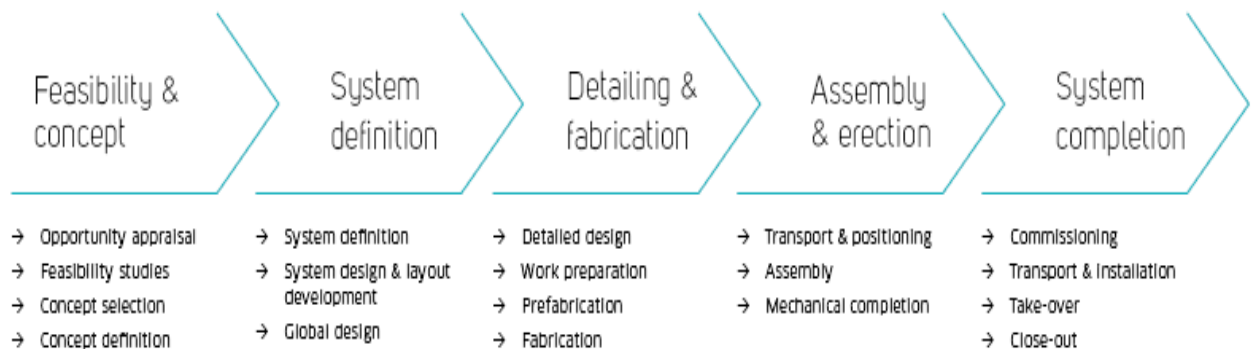 Feasibility &
concept
System
definition
Detailing &
fabrication
Assembly
& erection
System
completion
→ Opportunity appraisal
→ Feasibility studies
→ Concept selection
→ Concept definition
→ System definition
→ System design & layout
development
→ Global design
→ Detailed design
→ Work preparation
→ Prefabrication
→ Fabrication
→ Transport & positioning
→ Assembly
→ Mechanical completion
→ Commissioning
→ Transport & installation
→ Take-over
→ Close-out